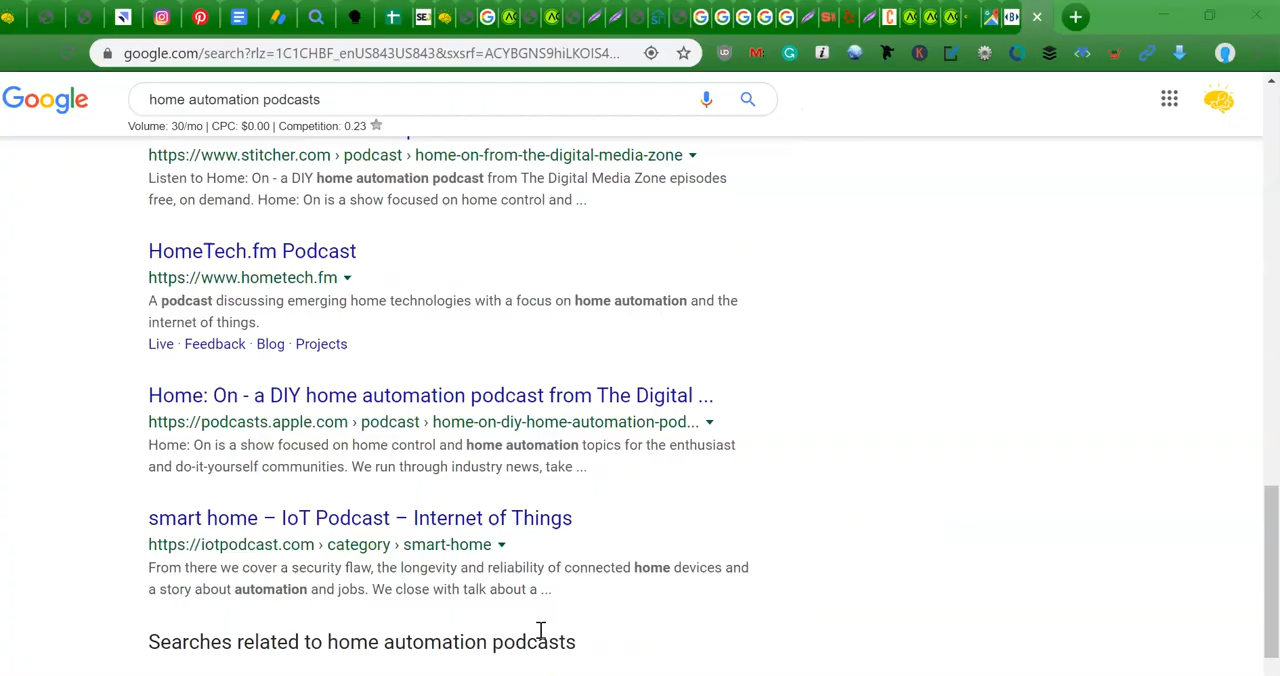 google.com/search?rlz=1C1CHBF_enUS843US843&sxsrf=ACYBGNS9hiLKOIS4...
Google
home automation podcasts
Volume: 30/mo | CPC: $0.00 | Competition: 0.23
https://www.stitcher.com › podcast › home-on-from-the-digital-media-zone
Listen to Home: On - a DIY home automation podcast from The Digital Media Zone episodes
free, on demand. Home: On is a show focused on home control and ...
HomeTech.fm Podcast
https://www.hometech.fm
A podcast discussing emerging home technologies with a focus on home automation and the
internet of things.
Live · Feedback · Blog · Projects
Home: On - a DIY home automation podcast from The Digital ...
https://podcasts.apple.com › podcast › home-on-diy-home-automation-pod...
Home: On is a show focused on home control and home automation topics for the enthusiast
and do-it-yourself communities. We run through industry news, take ...
smart home – IoT Podcast – Internet of Things
https://iotpodcast.com › category › smart-home
From there we cover a security flaw, the longevity and reliability of connected home devices and
a story about automation and jobs. We close with talk about a ...
Searches related to home automation podcasts